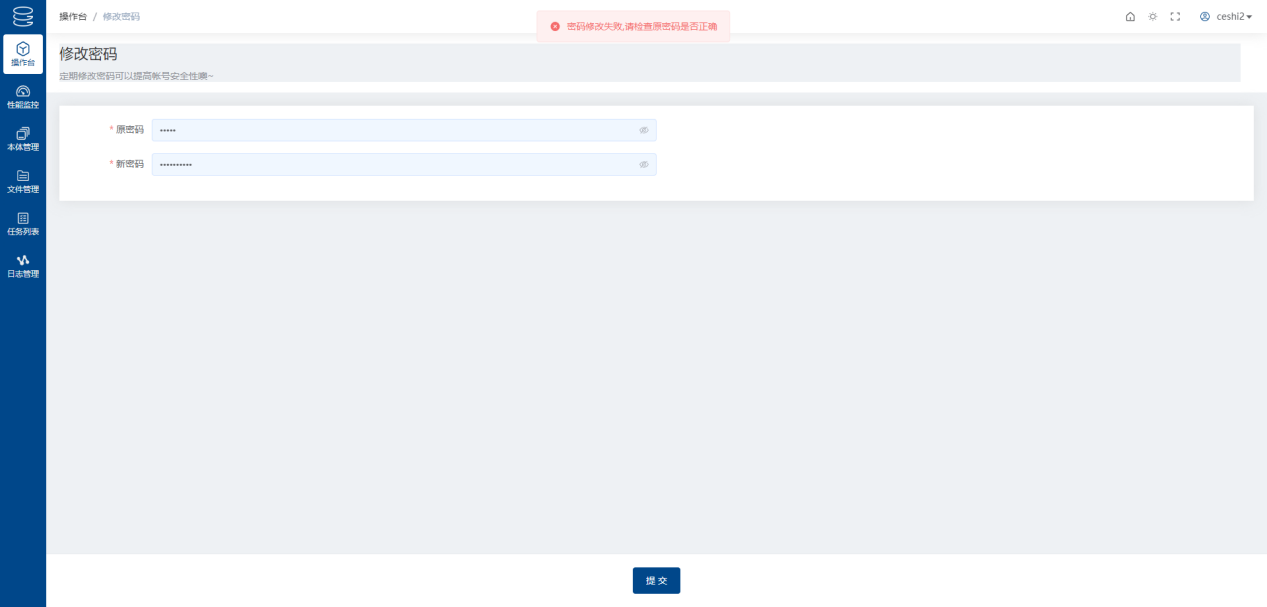 操作台 / 修改密码
密码修改失败,请检查原密码是否正确
ceshi2
操作台
性能监控
本体管理
文件管理
任务列表
日志管理
修改密码
定期修改密码可以提高帐号安全性噢~
* 原密码 •••••
* 新密码 ••••••••••
提 交